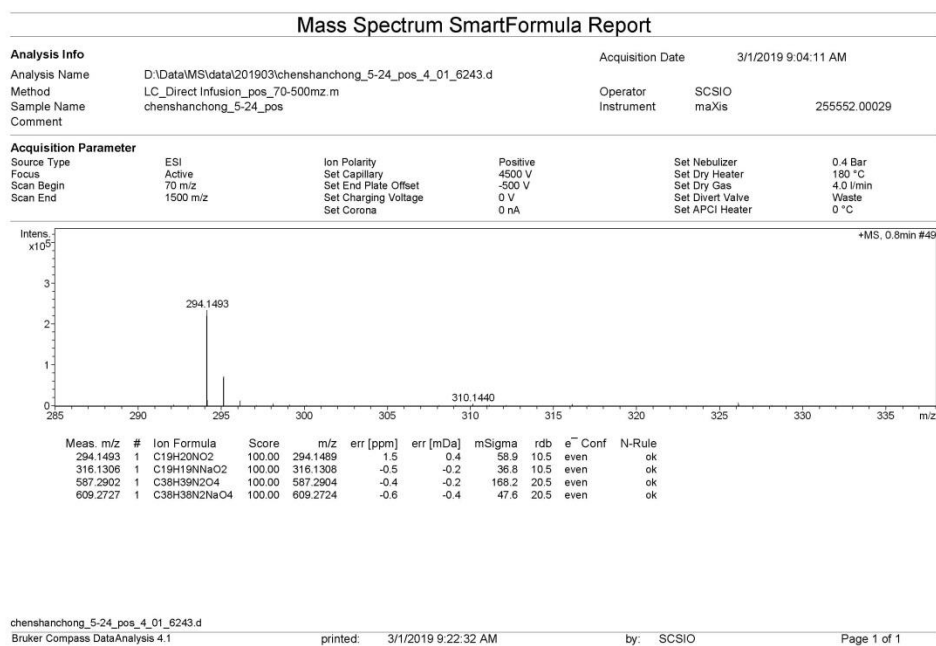 Mass Spectrum SmartFormula Report
Analysis Info
Acquisition Date 3/1/2019 9:04:11 AM
Analysis Name D:\Data\MS\data\201903\chenshanchong_5-24_pos_4_01_6243.d
Method LC_Direct Infusion_pos_70-500mz.m Operator SCSIO
Sample Name chenshanchong_5-24_pos Instrument maXis 255552.00029
Comment
Acquisition Parameter
Source Type ESI Ion Polarity Positive Set Nebulizer 0.4 Bar
Focus Active Set Capillary 4500 V Set Dry Heater 180 °C
Scan Begin 70 m/z Set End Plate Offset -500 V Set Dry Gas 4.0 l/min
Scan End 1500 m/z Set Charging Voltage 0 V Set Divert Valve Waste
Set Corona 0 nA Set APCI Heater 0 °C
Intens. +MS, 0.8min #49
x10⁵
3
294.1493
2
1
310.1440
0
285 290 295 300 305 310 315 320 325 330 335 m/z
Meas. m/z # Ion Formula Score m/z err [ppm] err [mDa] mSigma rdb e⁻ Conf N-Rule
294.1493 1 C19H20NO2 100.00 294.1489 1.5 0.4 58.9 10.5 even ok
316.1306 1 C19H19NNaO2 100.00 316.1308 -0.5 -0.2 36.8 10.5 even ok
587.2902 1 C38H39N2O4 100.00 587.2904 -0.4 -0.2 168.2 20.5 even ok
609.2727 1 C38H38N2NaO4 100.00 609.2724 -0.6 -0.4 47.6 20.5 even ok
chenshanchong_5-24_pos_4_01_6243.d
Bruker Compass DataAnalysis 4.1 printed: 3/1/2019 9:22:32 AM by: SCSIO Page 1 of 1